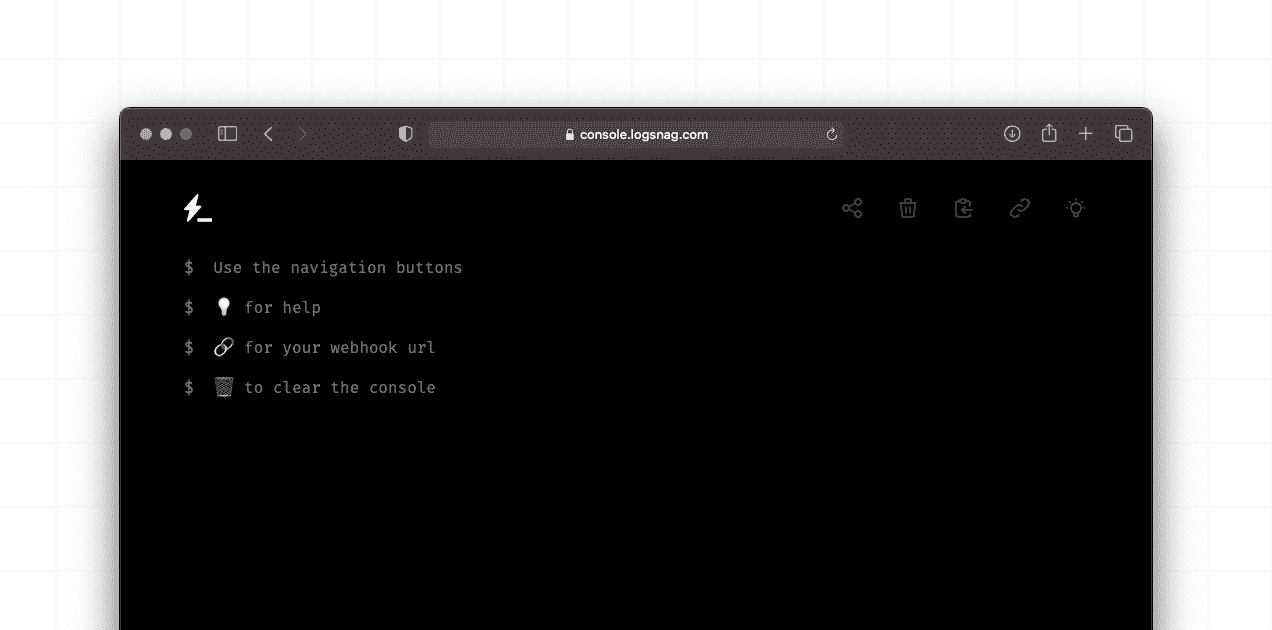 console.logsnag.com
$ Use the navigation buttons
$ 💡 for help
$ 🔗 for your webhook url
$ 🗑️ to clear the console